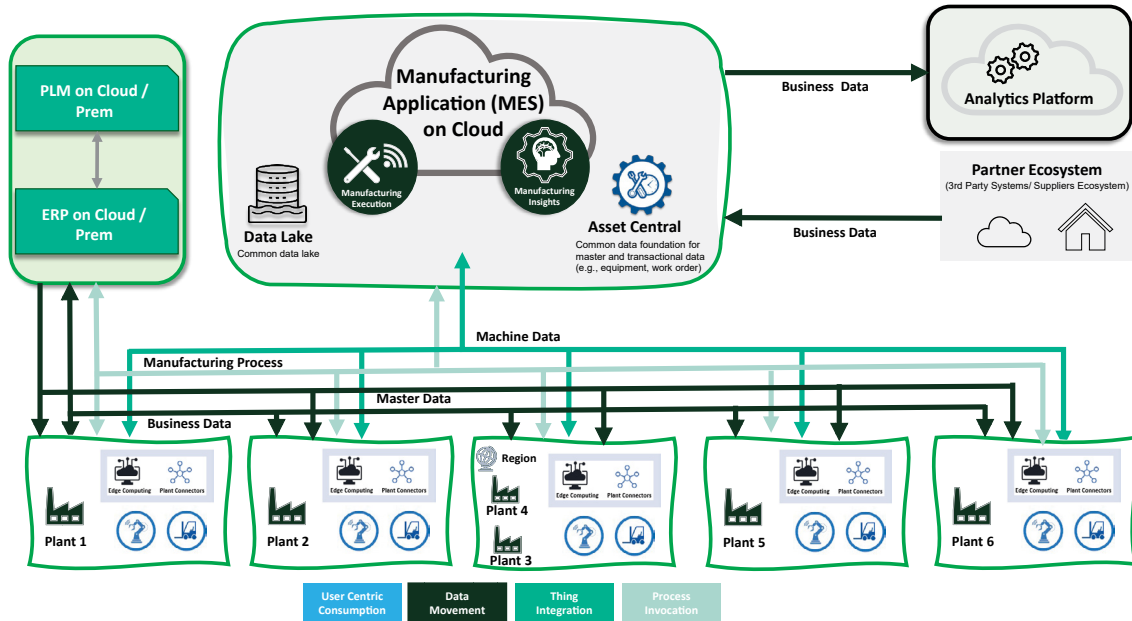 PLM on Cloud /
Prem
ERP on Cloud /
Prem
Manufacturing
Application (MES)
on Cloud
Manufacturing
Execution
Manufacturing
Insights
Data Lake
Common data lake
Asset Central
Common data foundation for
master and transactional data
(e.g., equipment, work order)
Business Data
Analytics Platform
Partner Ecosystem
(3rd Party Systems/ Suppliers Ecosystem)
Business Data
Machine Data
Manufacturing Process
Master Data
Business Data
Edge Computing
Plant Connectors
Plant 1
Edge Computing
Plant Connectors
Plant 2
Region
Plant 4
Plant 3
Edge Computing
Plant Connectors
Edge Computing
Plant Connectors
Plant 5
Edge Computing
Plant Connectors
Plant 6
User Centric
Consumption
Data
Movement
Thing
Integration
Process
Invocation